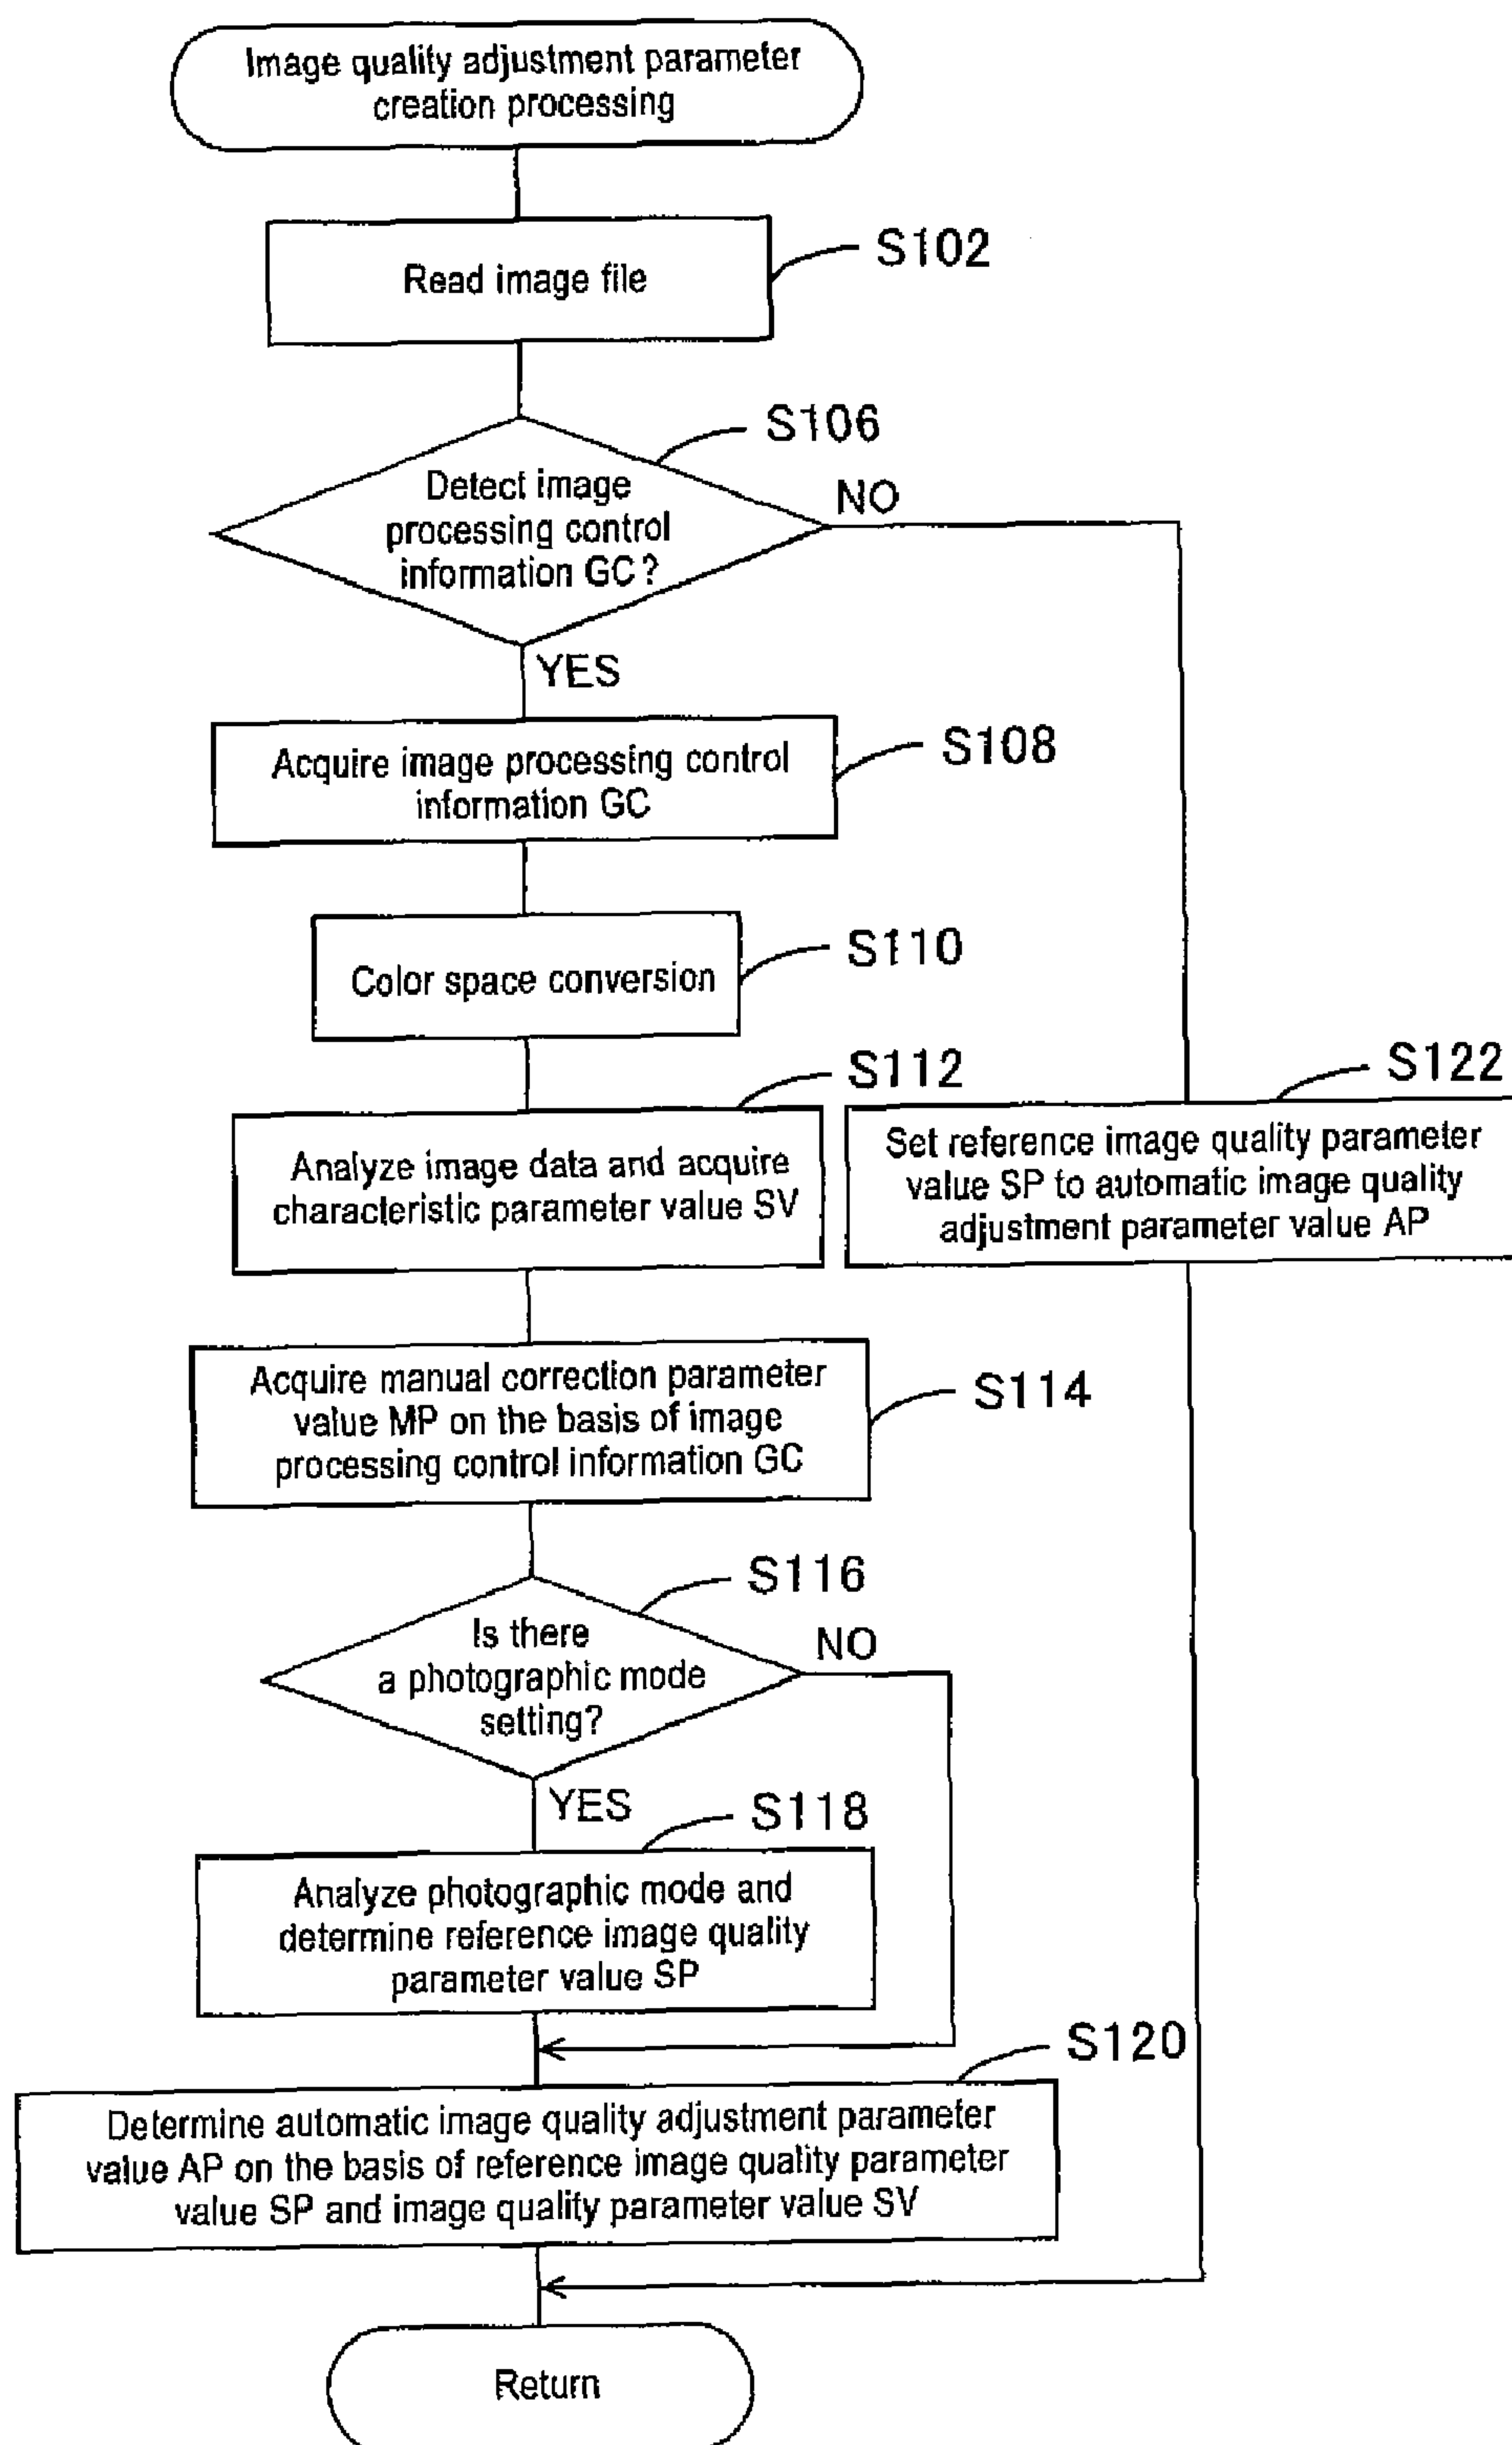 Image quality adjustment parameter
creation processing
S102
Read image file
S106
Detect image
processing control
information GC?
NO
YES
S108
Acquire image processing control
information GC
S110
Color space conversion
S112
Analyze image data and acquire
characteristic parameter value SV
S122
Set reference image quality parameter
value SP to automatic image quality
adjustment parameter value AP
S114
Acquire manual correction parameter
value MP on the basis of image
processing control information GC
S116
Is there
a photographic mode
setting?
NO
YES
S118
Analyze photographic mode and
determine reference image quality
parameter value SP
S120
Determine automatic image quality adjustment parameter
value AP on the basis of reference image quality parameter
value SP and image quality parameter value SV
Return